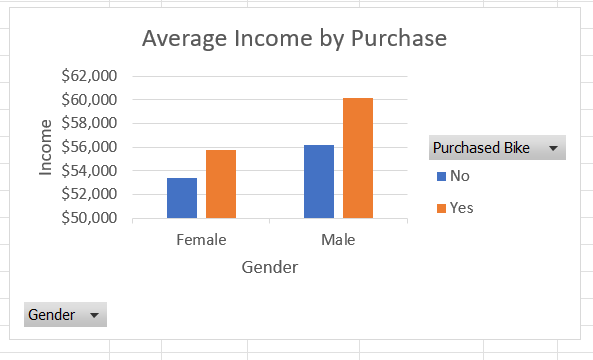 Average Income by Purchase
Income
$62,000
$60,000
$58,000
$56,000
$54,000
$52,000
$50,000
Female
Male
Gender
Purchased Bike
No
Yes
Gender